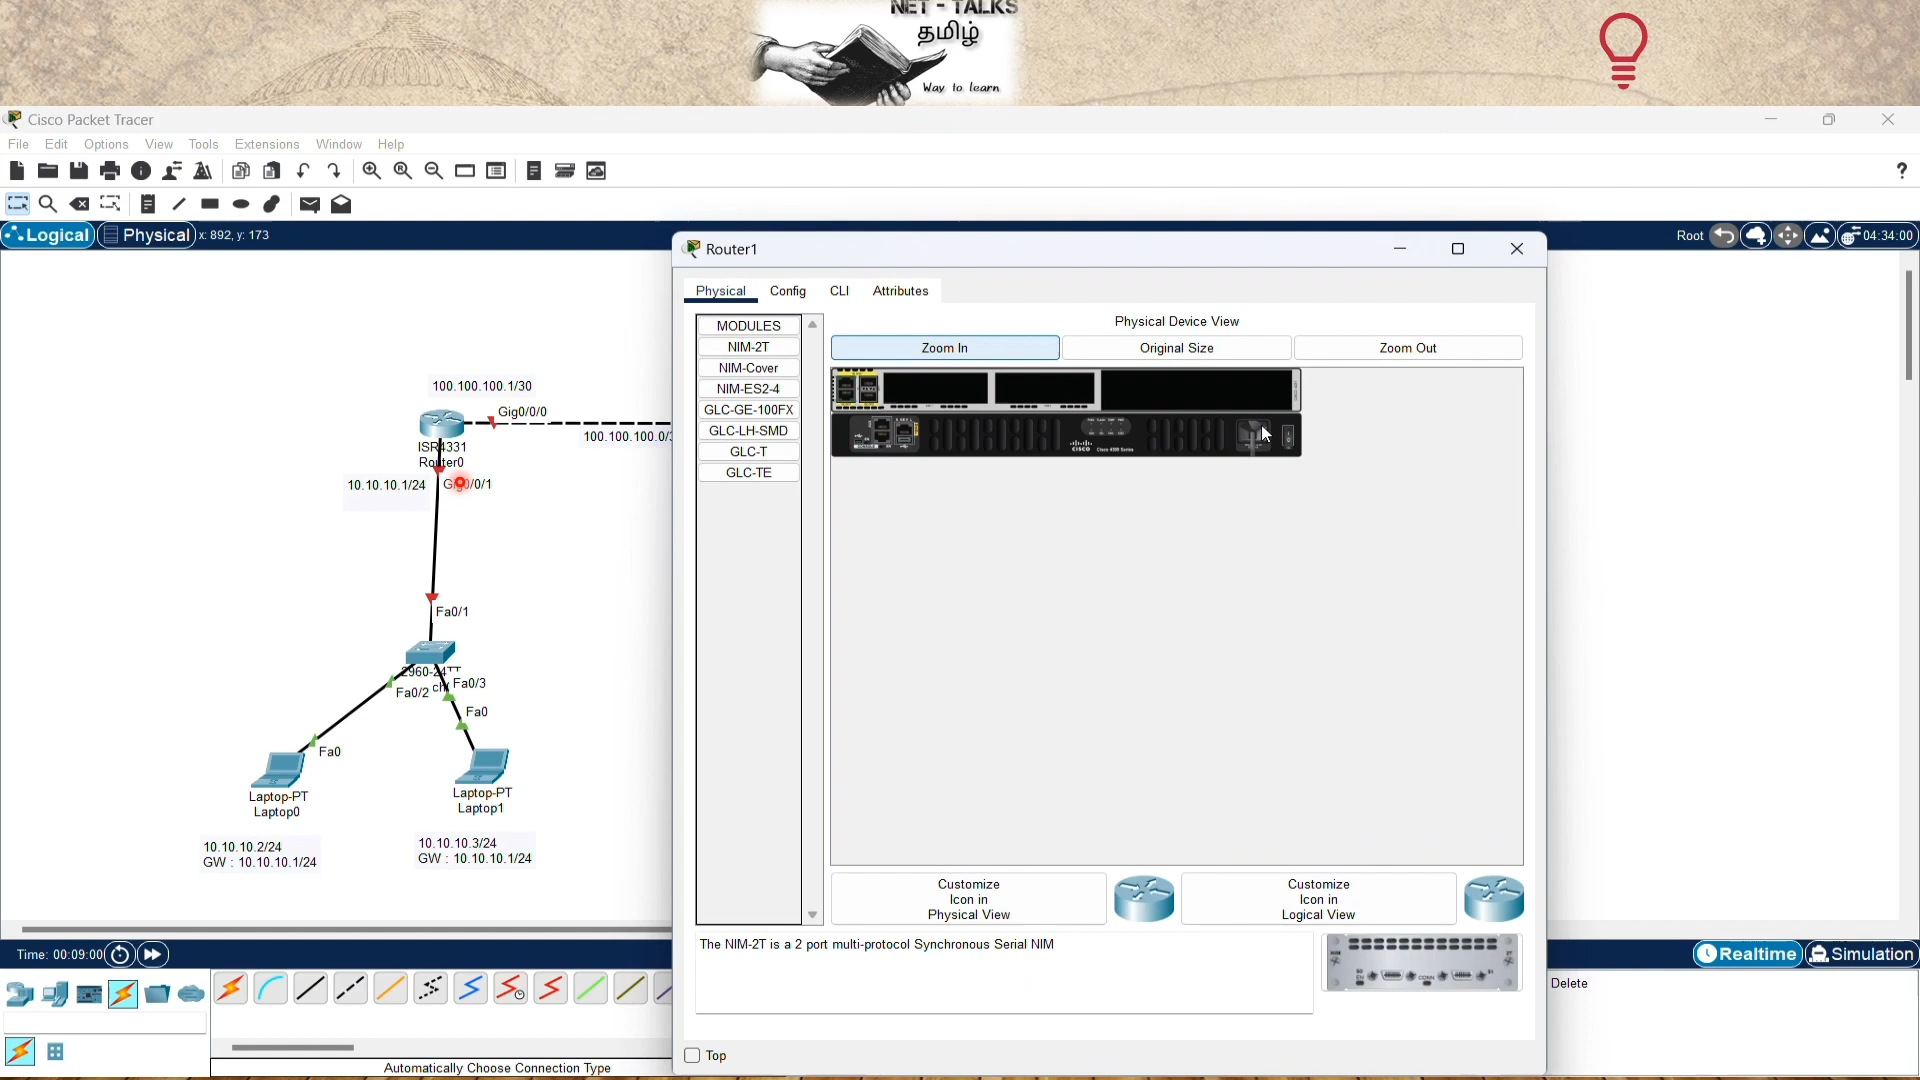 NET - TALKS
தமிழ்
Way to learn
Cisco Packet Tracer
File Edit Options View Tools Extensions Window Help
Logical Physical x: 892, y: 173
Root 04:34:00
Router1
Physical Config CLI Attributes
MODULES
NIM-2T
NIM-Cover
NIM-ES2-4
GLC-GE-100FX
GLC-LH-SMD
GLC-T
GLC-TE
Physical Device View
Zoom In Original Size Zoom Out
CISCO Cisco 4300 Series
100.100.100.1/30
Gig0/0/0
100.100.100.0/3
ISR4331
Router0
10.10.10.1/24 Gig0/0/1
Fa0/1
2960-24TT
Fa0/2 Fa0/3
Fa0
Fa0
Laptop-PT
Laptop0
Laptop-PT
Laptop1
10.10.10.2/24
GW : 10.10.10.1/24
10.10.10.3/24
GW : 10.10.10.1/24
Customize
Icon in
Physical View
Customize
Icon in
Logical View
The NIM-2T is a 2 port multi-protocol Synchronous Serial NIM
Top
Time: 00:09:00
Realtime Simulation
Delete
Automatically Choose Connection Type